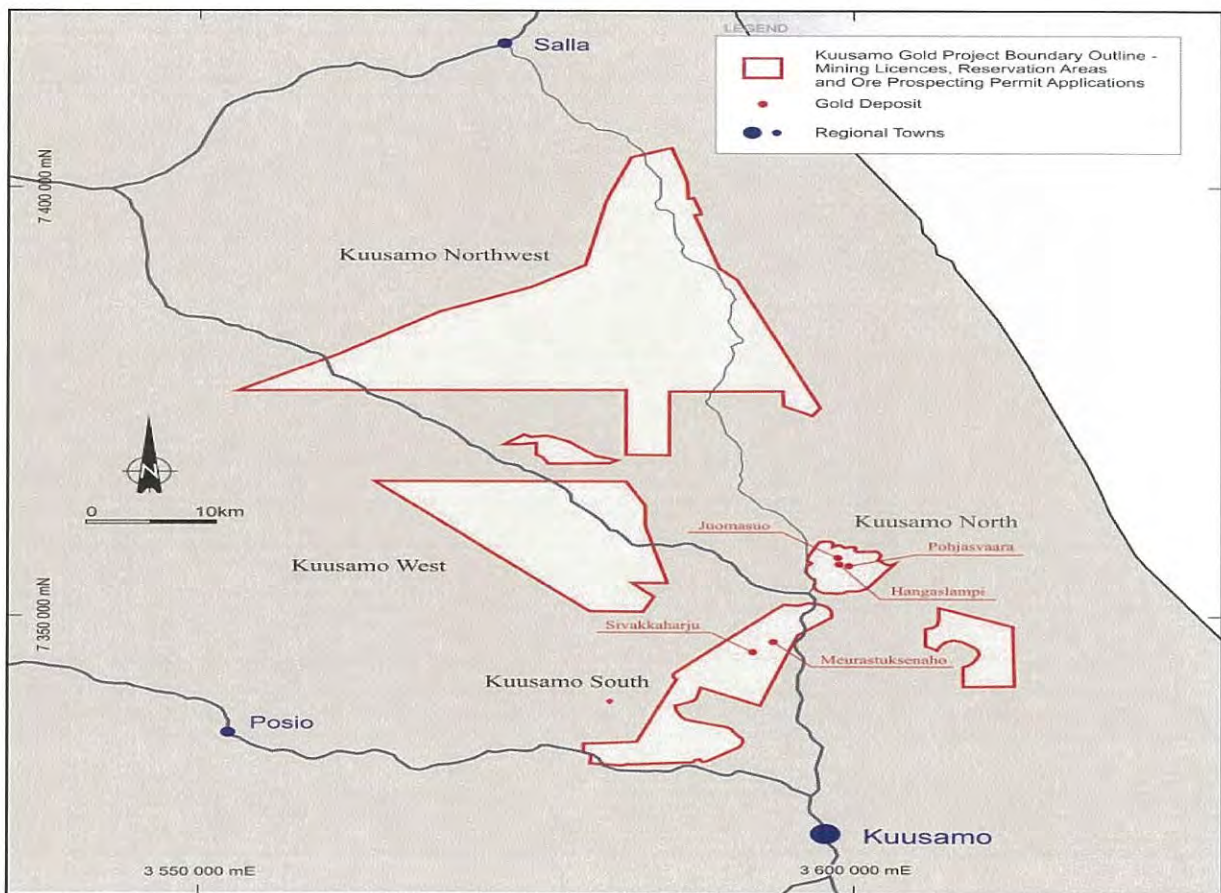 LEGEND
Kuusamo Gold Project Boundary Outline -
Mining Licences, Reservation Areas
and Ore Prospecting Permit Applications
Gold Deposit
Regional Towns
Salla
7 400 000 mN
Kuusamo Northwest
N
0 10km
Kuusamo North
Juomasuo
Pohjasvaara
Kuusamo West
Hangaslampi
7 350 000 mN
Sivakkaharju
Meurastuksenaho
Kuusamo South
Posio
Kuusamo
3 550 000 mE
3 600 000 mE